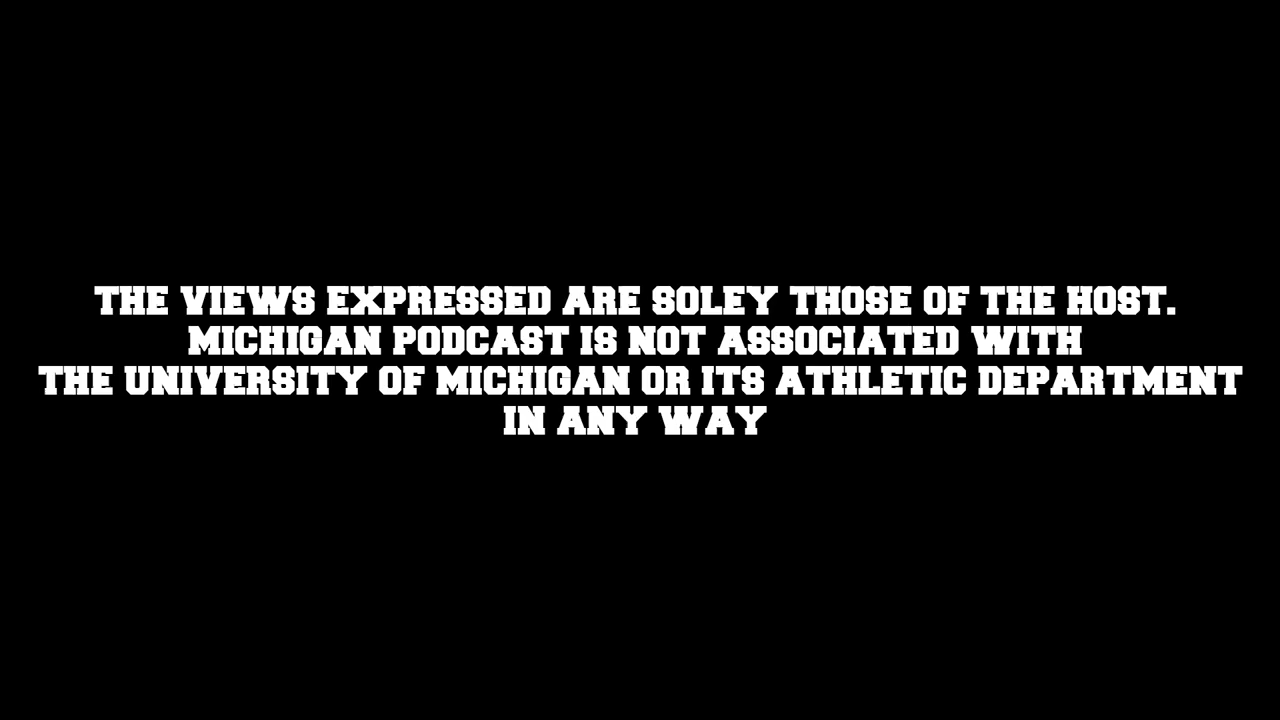 THE VIEWS EXPRESSED ARE SOLEY THOSE OF THE HOST.
MICHIGAN PODCAST IS NOT ASSOCIATED WITH
THE UNIVERSITY OF MICHIGAN OR ITS ATHLETIC DEPARTMENT
IN ANY WAY